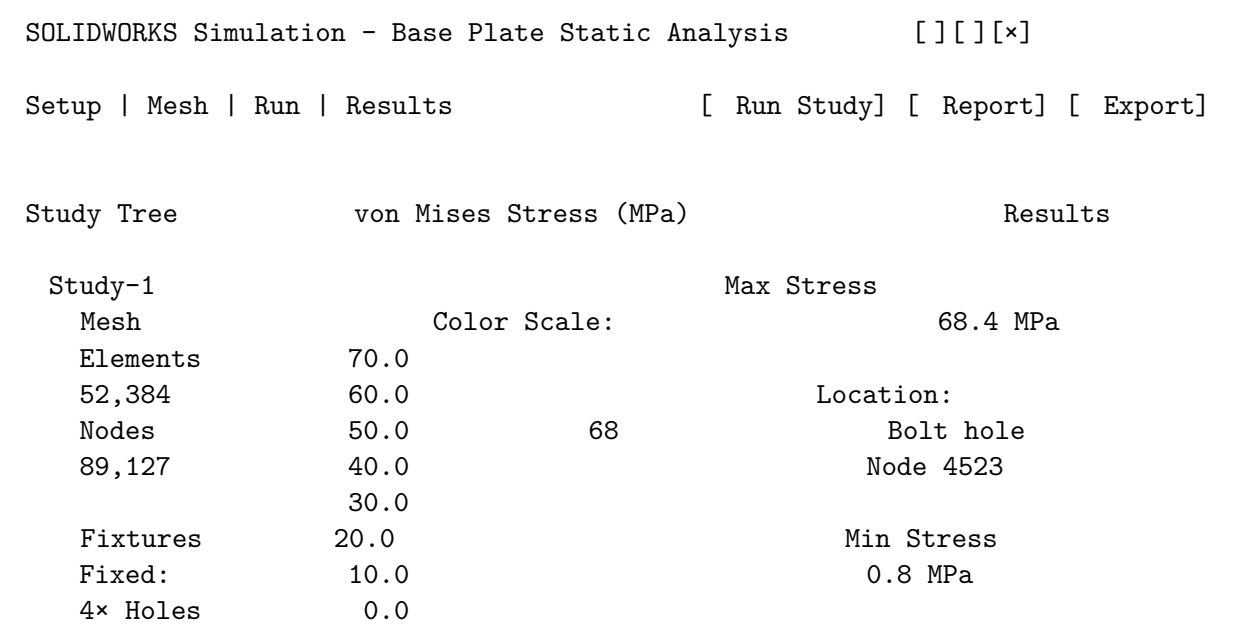 SOLIDWORKS Simulation - Base Plate Static Analysis [ ][ ][×]
Setup | Mesh | Run | Results [ Run Study] [ Report] [ Export]
Study Tree von Mises Stress (MPa) Results
Study-1 Max Stress
Mesh Color Scale: 68.4 MPa
Elements 70.0
52,384 60.0 Location:
Nodes 50.0 68 Bolt hole
89,127 40.0 Node 4523
30.0
Fixtures 20.0 Min Stress
Fixed: 10.0 0.8 MPa
4× Holes 0.0